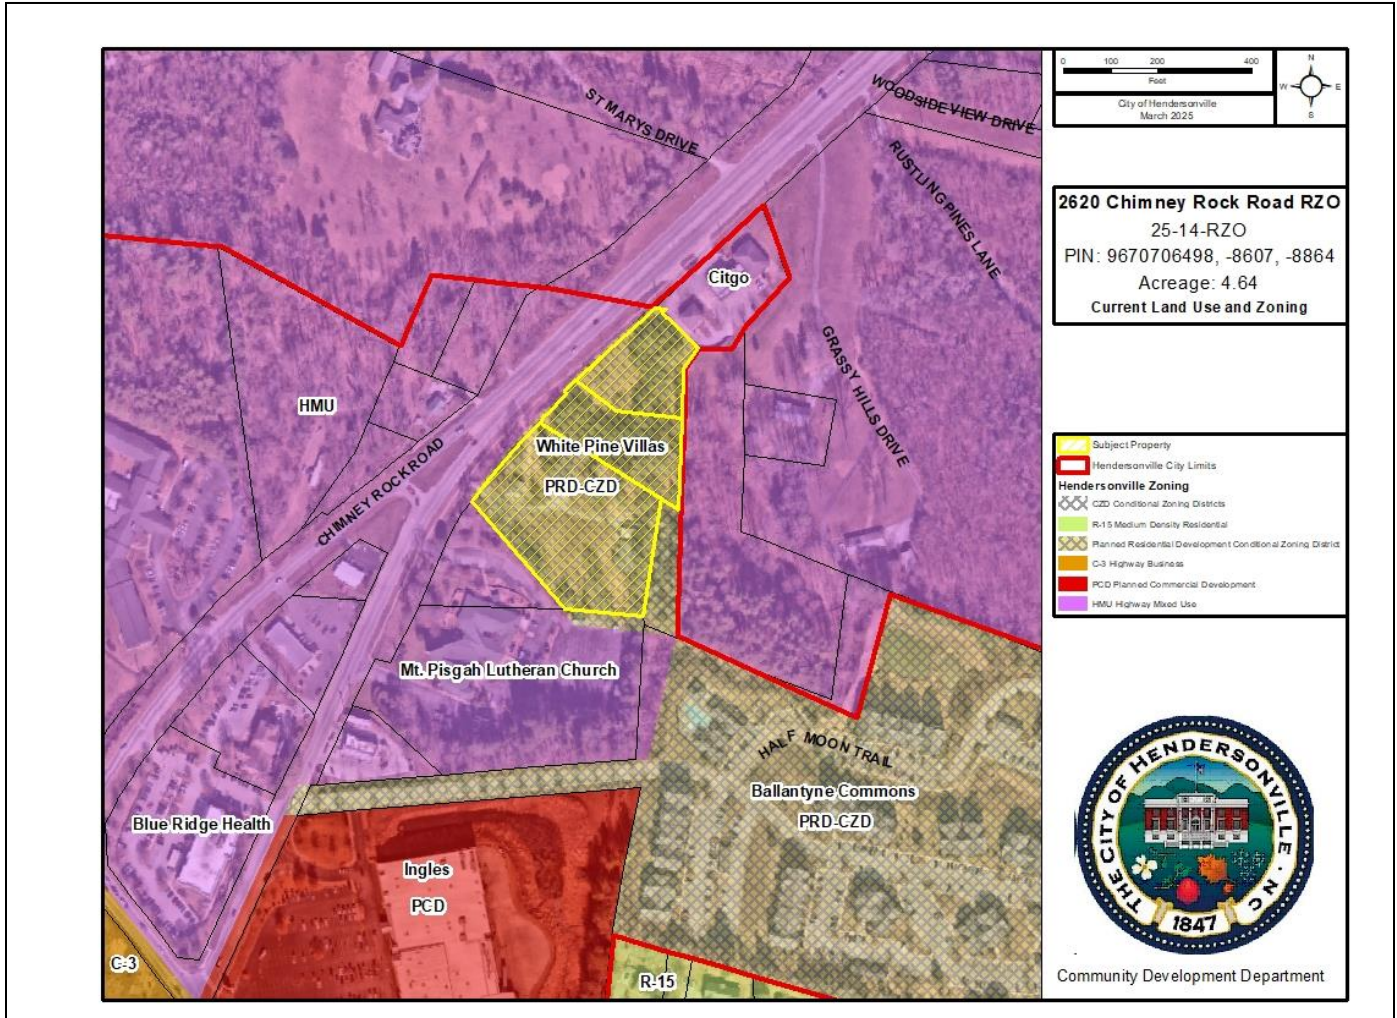 ST MARYS DRIVE
WOODSIDE VIEW DRIVE
RUSTLING PINES LANE
Citgo
GRASSY HILLS DRIVE
HMU
CHIMNEY ROCK ROAD
White Pine Villas
PRD-CZD
Mt. Pisgah Lutheran Church
HALF MOON TRAIL
Ballantyne Commons
PRD-CZD
Blue Ridge Health
Ingles
PCD
C-3
R-15
0 100 200 400
Feet
N
W E
S
City of Hendersonville
March 2025
2620 Chimney Rock Road RZO
25-14-RZO
PIN: 9670706498, -8607, -8864
Acreage: 4.64
Current Land Use and Zoning
Subject Property
Hendersonville City Limits
Hendersonville Zoning
CZD Conditional Zoning Districts
R-15 Medium Density Residential
Planned Residential Development Conditional Zoning District
C-3 Highway Business
PCD Planned Commercial Development
HMU Highway Mixed Use
THE CITY OF HENDERSONVILLE · NC
1847
Community Development Department